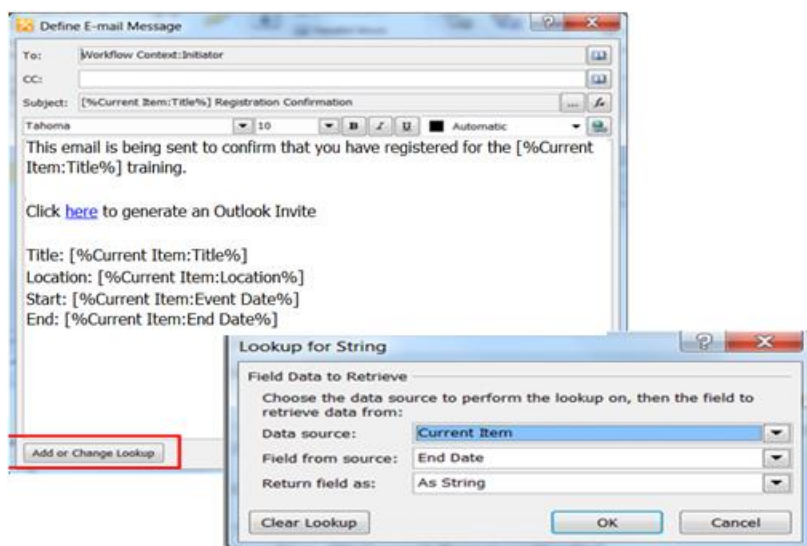 Define E-mail Message
To: Workflow Context:Initiator
CC:
Subject: [%Current Item:Title%] Registration Confirmation
Tahoma 10 B I U Automatic
This email is being sent to confirm that you have registered for the [%Current
Item:Title%] training.
Click here to generate an Outlook Invite
Title: [%Current Item:Title%]
Location: [%Current Item:Location%]
Start: [%Current Item:Event Date%]
End: [%Current Item:End Date%]
Add or Change Lookup
Lookup for String
Field Data to Retrieve
Choose the data source to perform the lookup on, then the field to
retrieve data from:
Data source: Current Item
Field from source: End Date
Return field as: As String
Clear Lookup OK Cancel